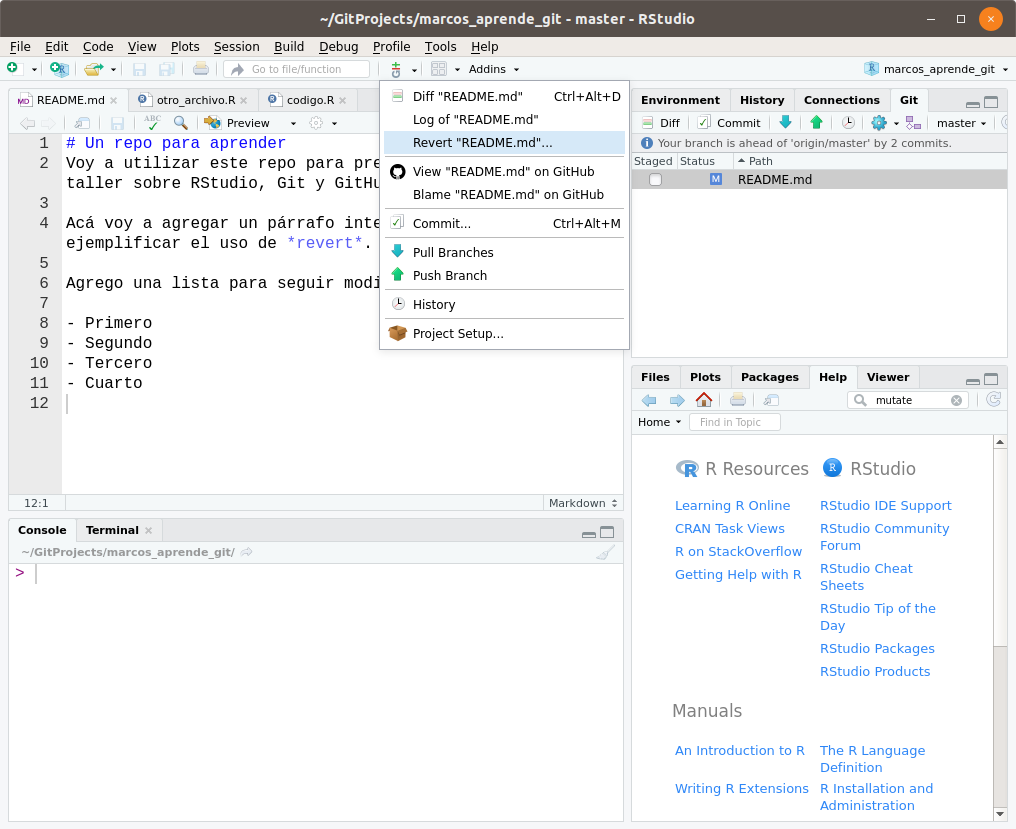 ~/GitProjects/marcos_aprende_git - master - RStudio
File Edit Code View Plots Session Build Debug Profile Tools Help
Go to file/function Addins marcos_aprende_git
README.md otro_archivo.R codigo.R
ABC Preview
1 # Un repo para aprender
2 Voy a utilizar este repo para pre
taller sobre RStudio, Git y GitHu
3
4 Acá voy a agregar un párrafo inte
ejemplificar el uso de *revert*.
5
6 Agrego una lista para seguir modi
7
8 - Primero
9 - Segundo
10 - Tercero
11 - Cuarto
12
12:1 Markdown
Diff "README.md" Ctrl+Alt+D
Log of "README.md"
Revert "README.md"...
View "README.md" on GitHub
Blame "README.md" on GitHub
Commit... Ctrl+Alt+M
Pull Branches
Push Branch
History
Project Setup...
Console Terminal
~/GitProjects/marcos_aprende_git/
>
Environment History Connections Git
Diff Commit More master
Your branch is ahead of 'origin/master' by 2 commits.
Staged Status Path
M README.md
Files Plots Packages Help Viewer
mutate
Home Find in Topic
R Resources
Learning R Online
CRAN Task Views
R on StackOverflow
Getting Help with R
RStudio
RStudio IDE Support
RStudio Community
Forum
RStudio Cheat
Sheets
RStudio Tip of the
Day
RStudio Packages
RStudio Products
Manuals
An Introduction to R
Writing R Extensions
The R Language
Definition
R Installation and
Administration